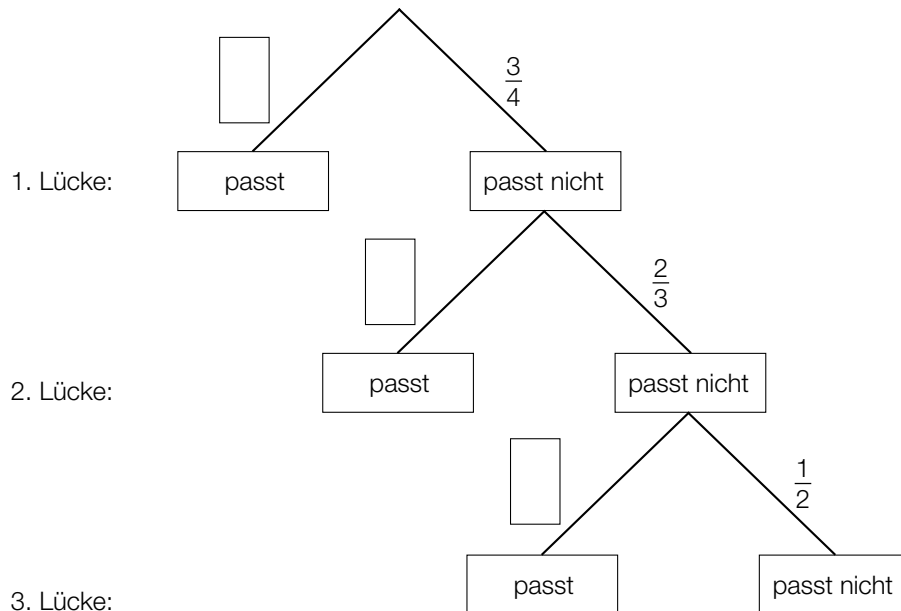 3/4
1. Lücke: passt passt nicht
2/3
2. Lücke: passt passt nicht
1/2
passt passt nicht
3. Lücke: